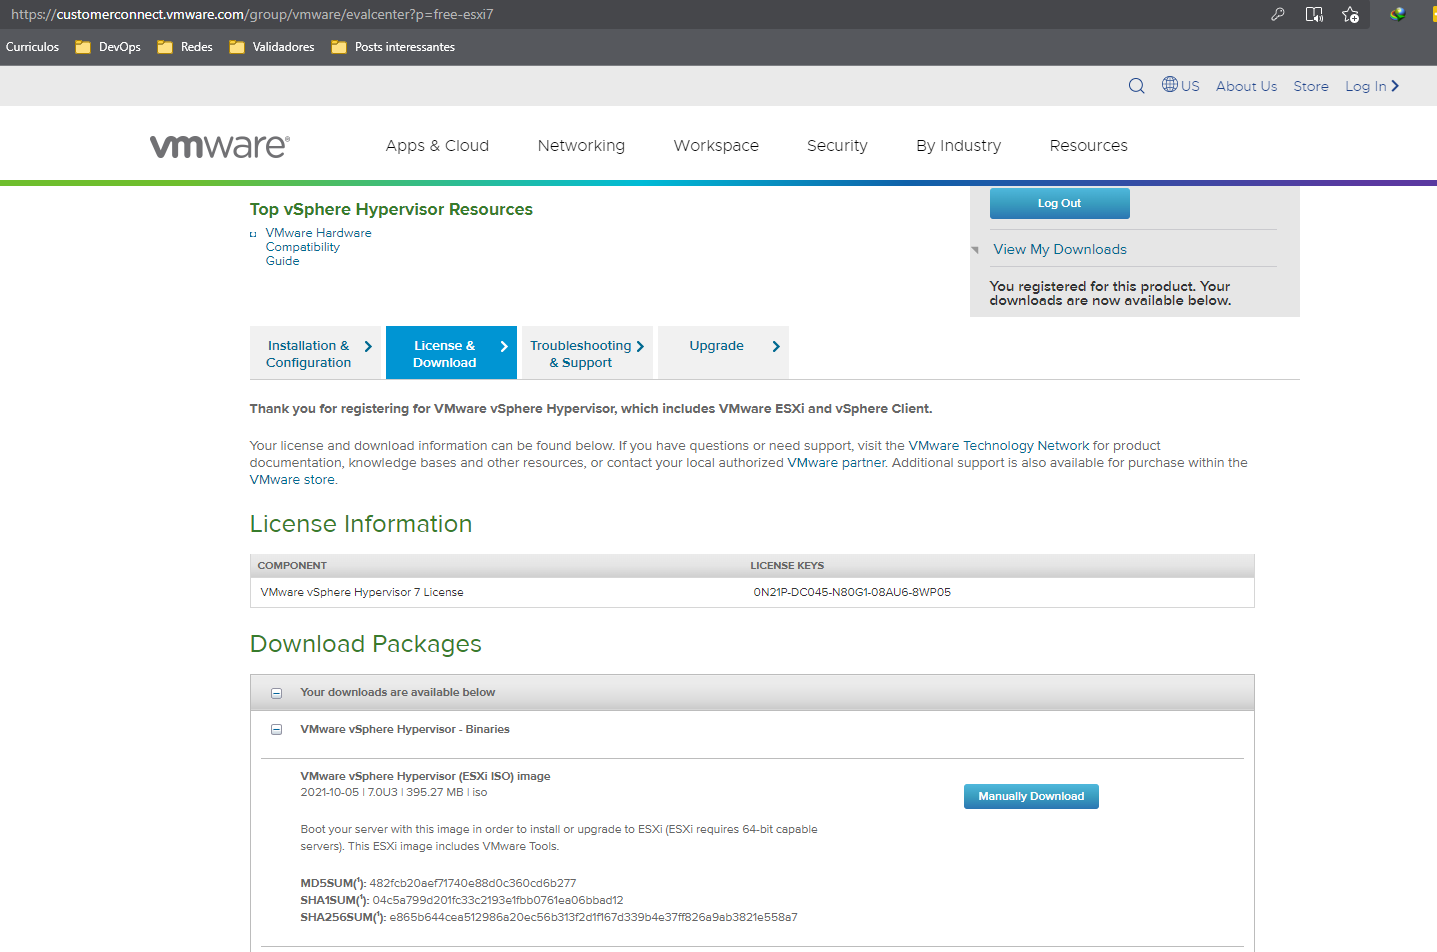 https://customerconnect.vmware.com/group/vmware/evalcenter?p=free-esxi7
Curriculos DevOps Redes Validadores Posts interessantes
US About Us Store Log In
vmware®
Apps & Cloud Networking Workspace Security By Industry Resources
Top vSphere Hypervisor Resources
VMware Hardware
Compatibility
Guide
Log Out
View My Downloads
You registered for this product. Your
downloads are now available below.
Installation &
Configuration
License &
Download
Troubleshooting
& Support
Upgrade
Thank you for registering for VMware vSphere Hypervisor, which includes VMware ESXi and vSphere Client.
Your license and download information can be found below. If you have questions or need support, visit the VMware Technology Network for product
documentation, knowledge bases and other resources, or contact your local authorized VMware partner. Additional support is also available for purchase within the
VMware store.
License Information
COMPONENT LICENSE KEYS
VMware vSphere Hypervisor 7 License 0N21P-DC045-N80G1-08AU6-8WP05
Download Packages
Your downloads are available below
VMware vSphere Hypervisor - Binaries
VMware vSphere Hypervisor (ESXi ISO) image
2021-10-05 | 7.0U3 | 395.27 MB | iso
Manually Download
Boot your server with this image in order to install or upgrade to ESXi (ESXi requires 64-bit capable
servers). This ESXi image includes VMware Tools.
MD5SUM(¹): 482fcb20aef71740e88d0c360cd6b277
SHA1SUM(¹): 04c5a799d201fc33c2193e1fbb0761ea06bbad12
SHA256SUM(¹): e865b644cea512986a20ec56b313f2d1f167d339b4e37ff826a9ab3821e558a7